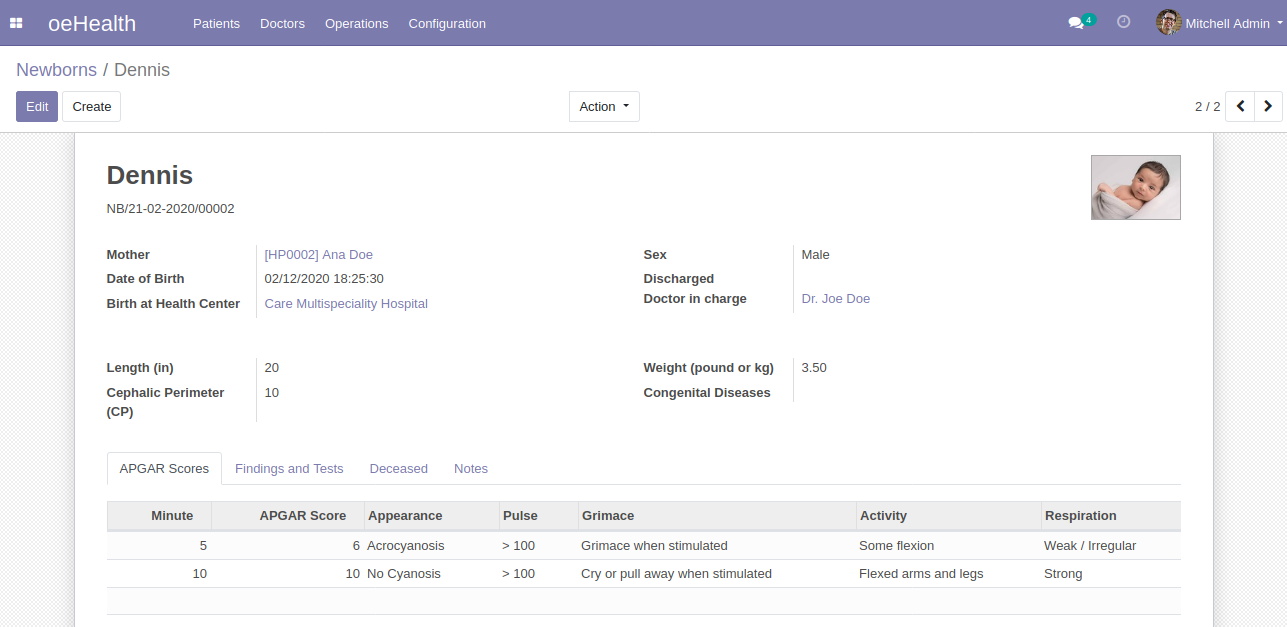 oeHealth Patients Doctors Operations Configuration 4 Mitchell Admin
Newborns / Dennis
Edit Create Action 2 / 2
Dennis
NB/21-02-2020/00002
Mother [HP0002] Ana Doe Sex Male
Date of Birth 02/12/2020 18:25:30 Discharged
Birth at Health Center Care Multispeciality Hospital Doctor in charge Dr. Joe Doe
Length (in) 20 Weight (pound or kg) 3.50
Cephalic Perimeter 10 Congenital Diseases
(CP)
APGAR Scores Findings and Tests Deceased Notes
Minute APGAR Score Appearance Pulse Grimace Activity Respiration
5 6 Acrocyanosis > 100 Grimace when stimulated Some flexion Weak / Irregular
10 10 No Cyanosis > 100 Cry or pull away when stimulated Flexed arms and legs Strong